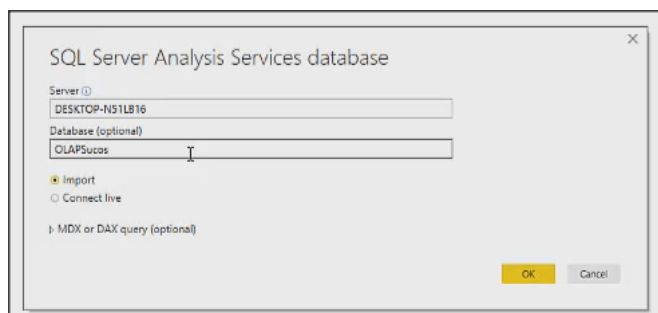 SQL Server Analysis Services database
Server
DESKTOP-N51LB16
Database (optional)
OLAPSucos
Import
Connect live
MDX or DAX query (optional)
OK
Cancel